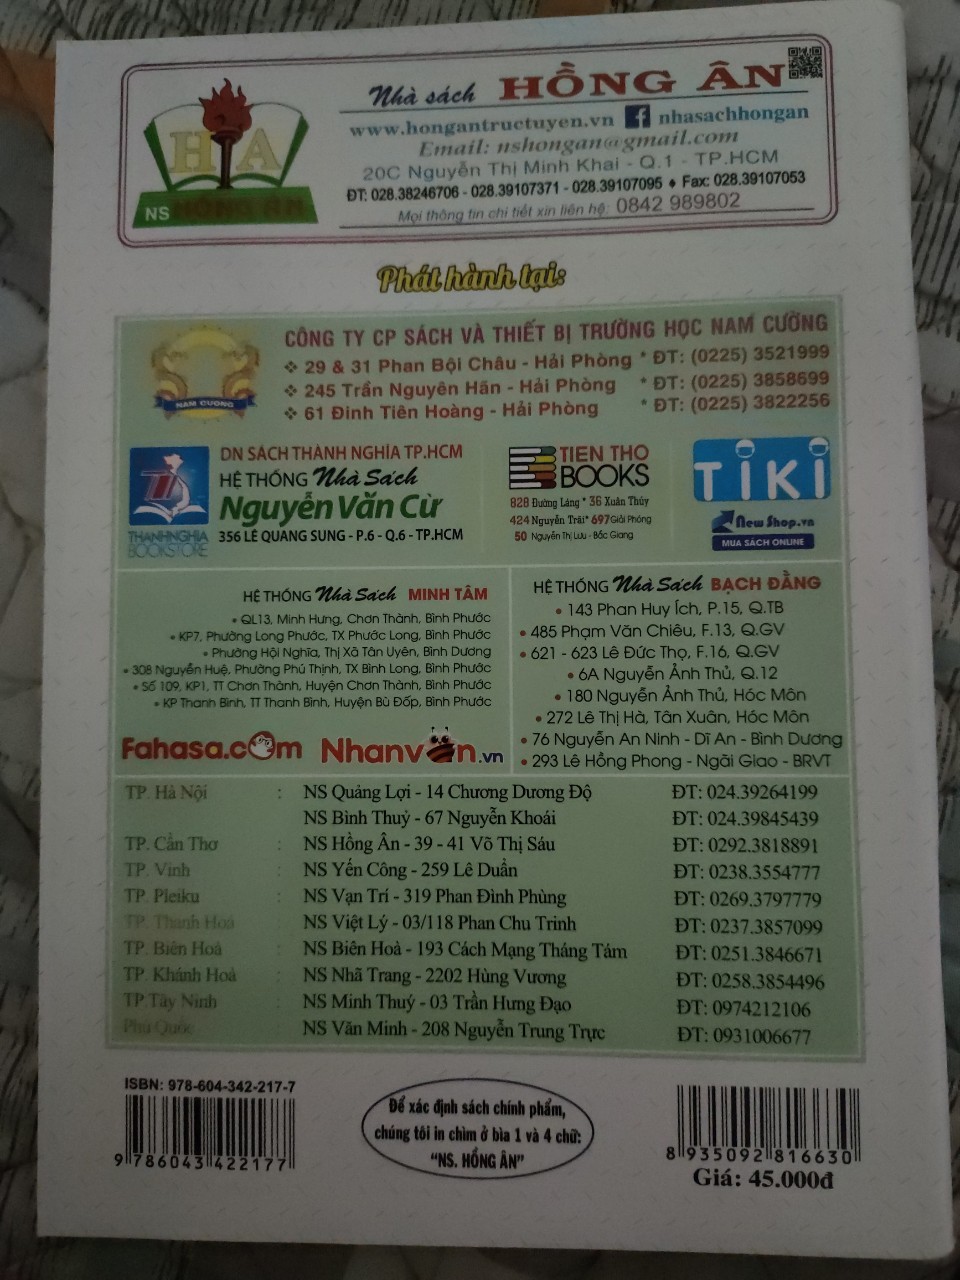 Nhà sách HỒNG ÂN
www.hongantructuyen.vn f nhasachhongan
Email: nshongan@gmail.com
20C Nguyễn Thị Minh Khai - Q.1 - TP.HCM
ĐT: 028.38246706 - 028.39107371 - 028.39107095 ♦ Fax: 028.39107053
Mọi thông tin chi tiết xin liên hệ: 0842 989802
HA
NS HỒNG ÂN
Phát hành tại:
CÔNG TY CP SÁCH VÀ THIẾT BỊ TRƯỜNG HỌC NAM CƯỜNG
❖ 29 & 31 Phan Bội Châu - Hải Phòng * ĐT: (0225) 3521999
❖ 245 Trần Nguyên Hãn - Hải Phòng * ĐT: (0225) 3858699
❖ 61 Đinh Tiên Hoàng - Hải Phòng * ĐT: (0225) 3822256
NAM CUONG
DN SÁCH THÀNH NGHĨA TP.HCM
HỆ THỐNG Nhà Sách
Nguyễn Văn Cừ
356 LÊ QUANG SUNG - P.6 - Q.6 - TP.HCM
THANHNGHIA
BOOKSTORE
TIEN THO
BOOKS
828 Đường Láng * 36 Xuân Thủy
424 Nguyễn Trãi * 697 Giải Phóng
50 Nguyễn Thị Lưu - Bắc Giang
TIKI
NewShop.vn
MUA SÁCH ONLINE
HỆ THỐNG Nhà Sách MINH TÂM
• QL13, Minh Hưng, Chơn Thành, Bình Phước
• KP7, Phường Long Phước, TX Phước Long, Bình Phước
• Phường Hội Nghĩa, Thị Xã Tân Uyên, Bình Dương
• 308 Nguyễn Huệ, Phường Phú Thịnh, TX Bình Long, Bình Phước
• Số 109, KP1, TT Chơn Thành, Huyện Chơn Thành, Bình Phước
• KP Thanh Bình, TT Thanh Bình, Huyện Bù Đốp, Bình Phước
Fahasa.com Nhanvăn.vn
HỆ THỐNG Nhà Sách BẠCH ĐẰNG
• 143 Phan Huy Ích, P.15, Q.TB
• 485 Phạm Văn Chiêu, F.13, Q.GV
• 621 - 623 Lê Đức Thọ, F.16, Q.GV
• 6A Nguyễn Ảnh Thủ, Q.12
• 180 Nguyễn Ảnh Thủ, Hóc Môn
• 272 Lê Thị Hà, Tân Xuân, Hóc Môn
• 76 Nguyễn An Ninh - Dĩ An - Bình Dương
• 293 Lê Hồng Phong - Ngãi Giao - BRVT
TP. Hà Nội : NS Quảng Lợi - 14 Chương Dương Độ ĐT: 024.39264199
NS Bình Thuỷ - 67 Nguyễn Khoái ĐT: 024.39845439
TP. Cần Thơ : NS Hồng Ân - 39 - 41 Võ Thị Sáu ĐT: 0292.3818891
TP. Vinh : NS Yến Công - 259 Lê Duẩn ĐT: 0238.3554777
TP. Pleiku : NS Vạn Trí - 319 Phan Đình Phùng ĐT: 0269.3797779
TP. Thanh Hoá : NS Việt Lý - 03/118 Phan Chu Trinh ĐT: 0237.3857099
TP. Biên Hoà : NS Biên Hoà - 193 Cách Mạng Tháng Tám ĐT: 0251.3846671
TP. Khánh Hoà : NS Nhã Trang - 2202 Hùng Vương ĐT: 0258.3854496
TP Tây Ninh : NS Minh Thuý - 03 Trần Hưng Đạo ĐT: 0974212106
Phú Quốc : NS Văn Minh - 208 Nguyễn Trung Trực ĐT: 0931006677
ISBN: 978-604-342-217-7
9 786043 422177
Để xác định sách chính phẩm,
chúng tôi in chìm ở bìa 1 và 4 chữ:
"NS. HỒNG ÂN"
8 935092 816630
Giá: 45.000đ